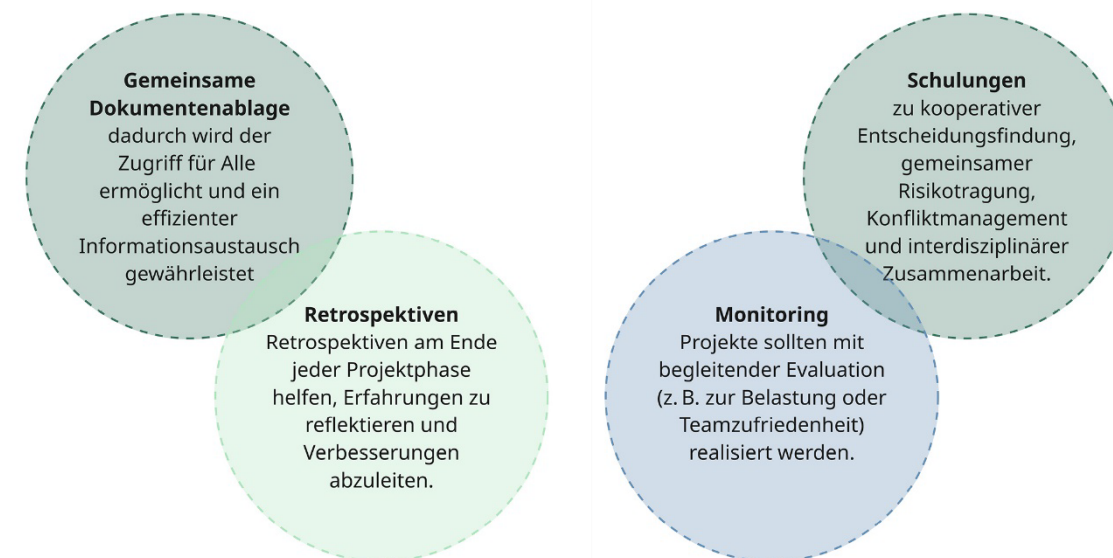 Gemeinsame
Dokumentenablage
dadurch wird der
Zugriff für Alle
ermöglicht und ein
effizienter
Informationsaustausch
gewährleistet
Retrospektiven
Retrospektiven am Ende
jeder Projektphase
helfen, Erfahrungen zu
reflektieren und
Verbesserungen
abzuleiten.
Monitoring
Projekte sollten mit
begleitender Evaluation
(z. B. zur Belastung oder
Teamzufriedenheit)
realisiert werden.
Schulungen
zu kooperativer
Entscheidungsfindung,
gemeinsamer
Risikotragung,
Konfliktmanagement
und interdisziplinärer
Zusammenarbeit.